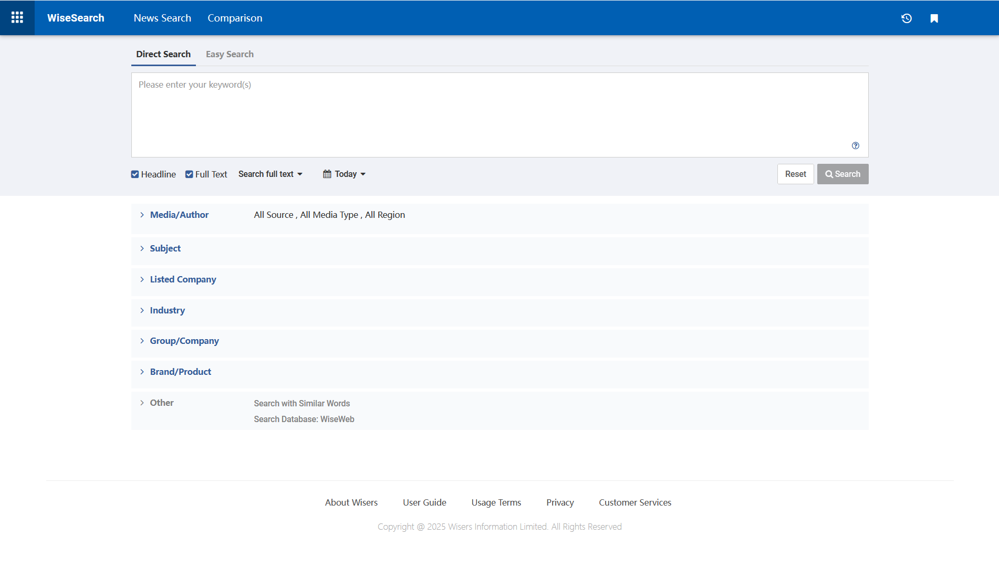 WiseSearch News Search Comparison
Direct Search Easy Search
Please enter your keyword(s)
Headline Full Text Search full text Today Reset Search
Media/Author All Source , All Media Type , All Region
Subject
Listed Company
Industry
Group/Company
Brand/Product
Other Search with Similar Words
Search Database: WiseWeb
About Wisers User Guide Usage Terms Privacy Customer Services
Copyright @ 2025 Wisers Information Limited. All Rights Reserved